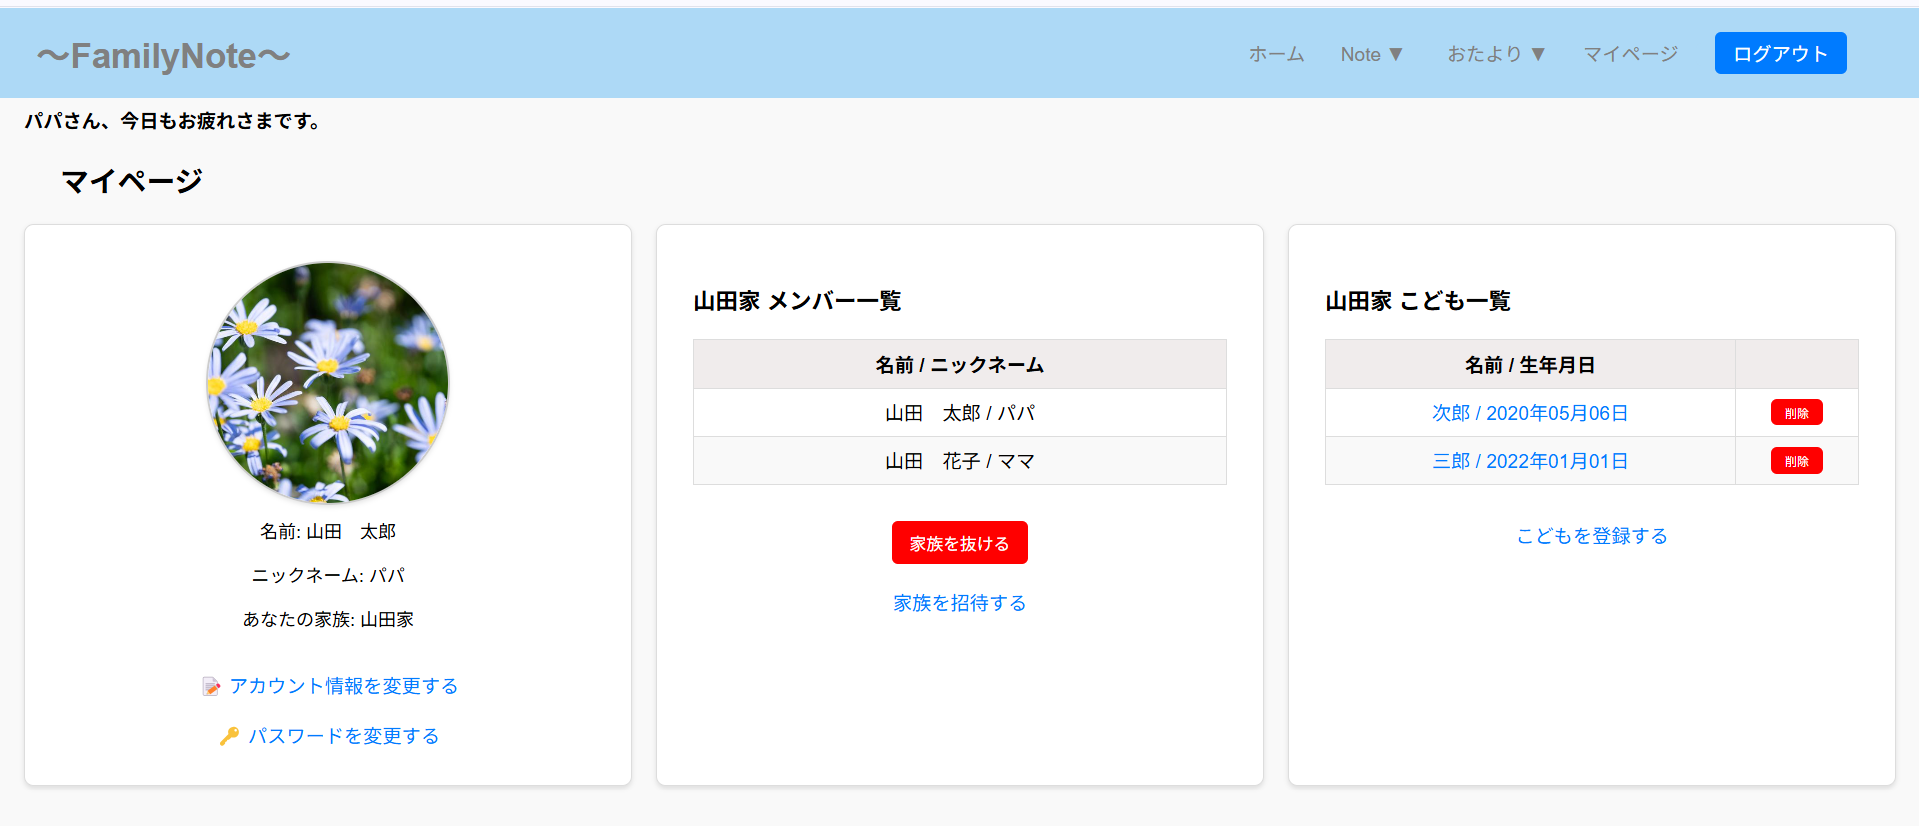 ～FamilyNote～
ホーム Note ▼ おたより ▼ マイページ ログアウト
パパさん、今日もお疲れさまです。
マイページ
名前: 山田　太郎
ニックネーム: パパ
あなたの家族: 山田家
アカウント情報を変更する
パスワードを変更する
山田家 メンバー一覧
名前 / ニックネーム
山田　太郎 / パパ
山田　花子 / ママ
家族を抜ける
家族を招待する
山田家 こども一覧
名前 / 生年月日
次郎 / 2020年05月06日 削除
三郎 / 2022年01月01日 削除
こどもを登録する